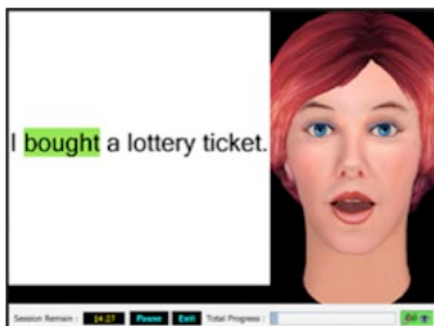 I bought a lottery ticket.
Session Remain : 14:27 Pause Exit Total Progress :